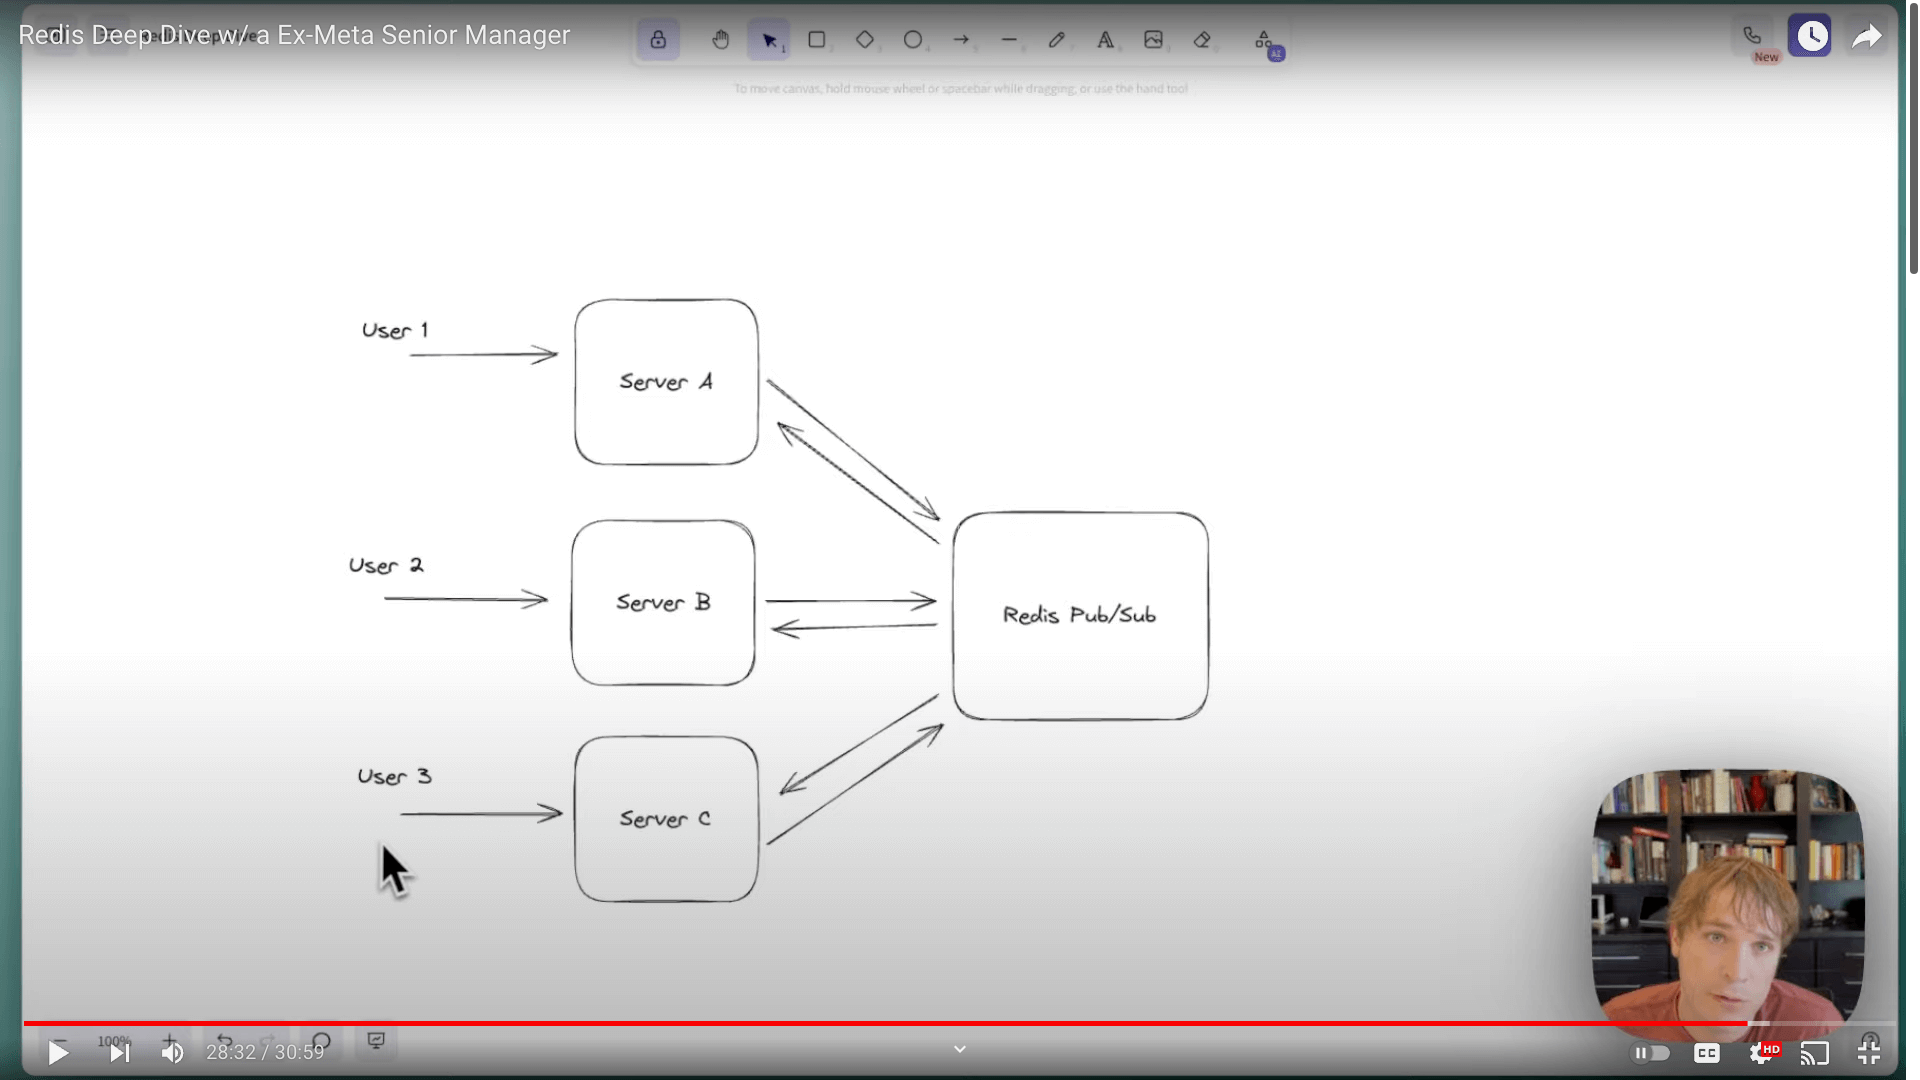 Redis Deep Dive w/ a Ex-Meta Senior Manager
New
AI
To move canvas, hold mouse wheel or spacebar while dragging, or use the hand tool
User 1
Server A
User 2
Server B
Redis Pub/Sub
User 3
Server C
100%
28:32 / 30:59
CC
HD